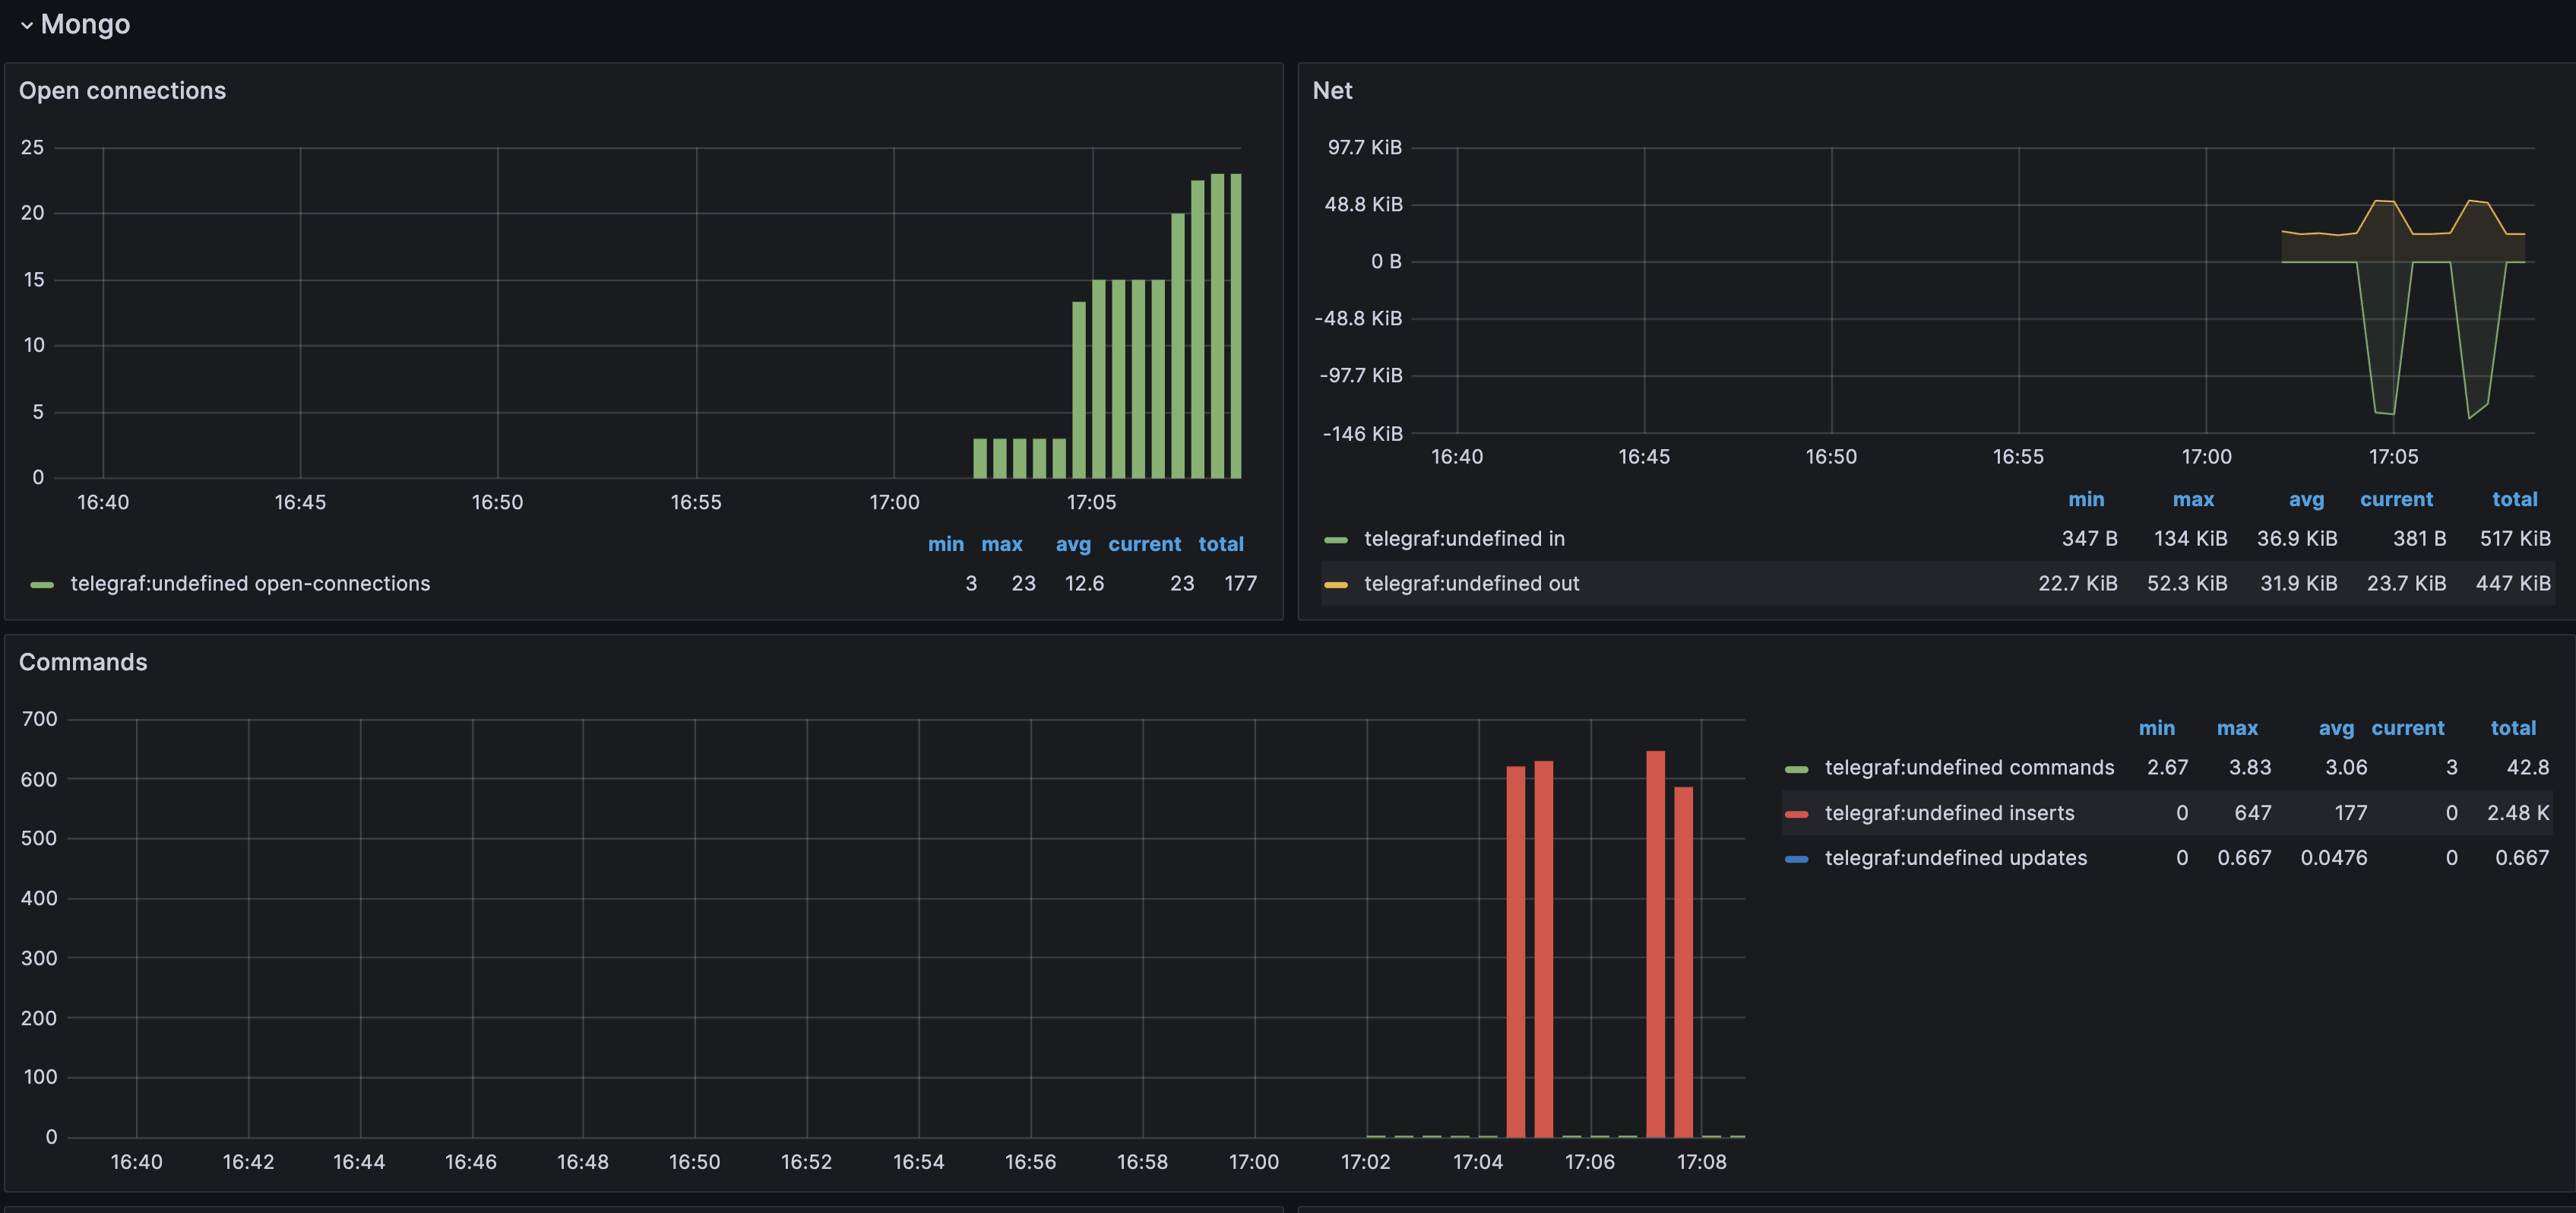 Mongo
Open connections
25
20
15
10
5
0
16:40 16:45 16:50 16:55 17:00 17:05
min max avg current total
telegraf:undefined open-connections 3 23 12.6 23 177
Net
97.7 KiB
48.8 KiB
0 B
-48.8 KiB
-97.7 KiB
-146 KiB
16:40 16:45 16:50 16:55 17:00 17:05
min max avg current total
telegraf:undefined in 347 B 134 KiB 36.9 KiB 381 B 517 KiB
telegraf:undefined out 22.7 KiB 52.3 KiB 31.9 KiB 23.7 KiB 447 KiB
Commands
700
600
500
400
300
200
100
0
16:40 16:42 16:44 16:46 16:48 16:50 16:52 16:54 16:56 16:58 17:00 17:02 17:04 17:06 17:08
min max avg current total
telegraf:undefined commands 2.67 3.83 3.06 3 42.8
telegraf:undefined inserts 0 647 177 0 2.48 K
telegraf:undefined updates 0 0.667 0.0476 0 0.667